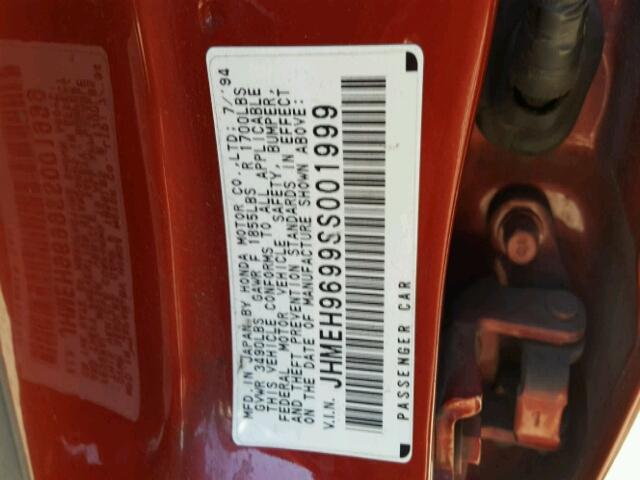 MFD. IN JAPAN BY HONDA MOTOR CO.,LTD; 7/'94
GVWR 3490LBS GAWR F 1855LBS R 1700LBS
THIS VEHICLE CONFORMS TO ALL APPLICABLE
FEDERAL MOTOR VEHICLE SAFETY, BUMPER,
AND THEFT PREVENTION STANDARDS IN EFFECT
ON THE DATE OF MANUFACTURE SHOWN ABOVE.
V.I.N. JHMEH9699SS001999
PASSENGER CAR